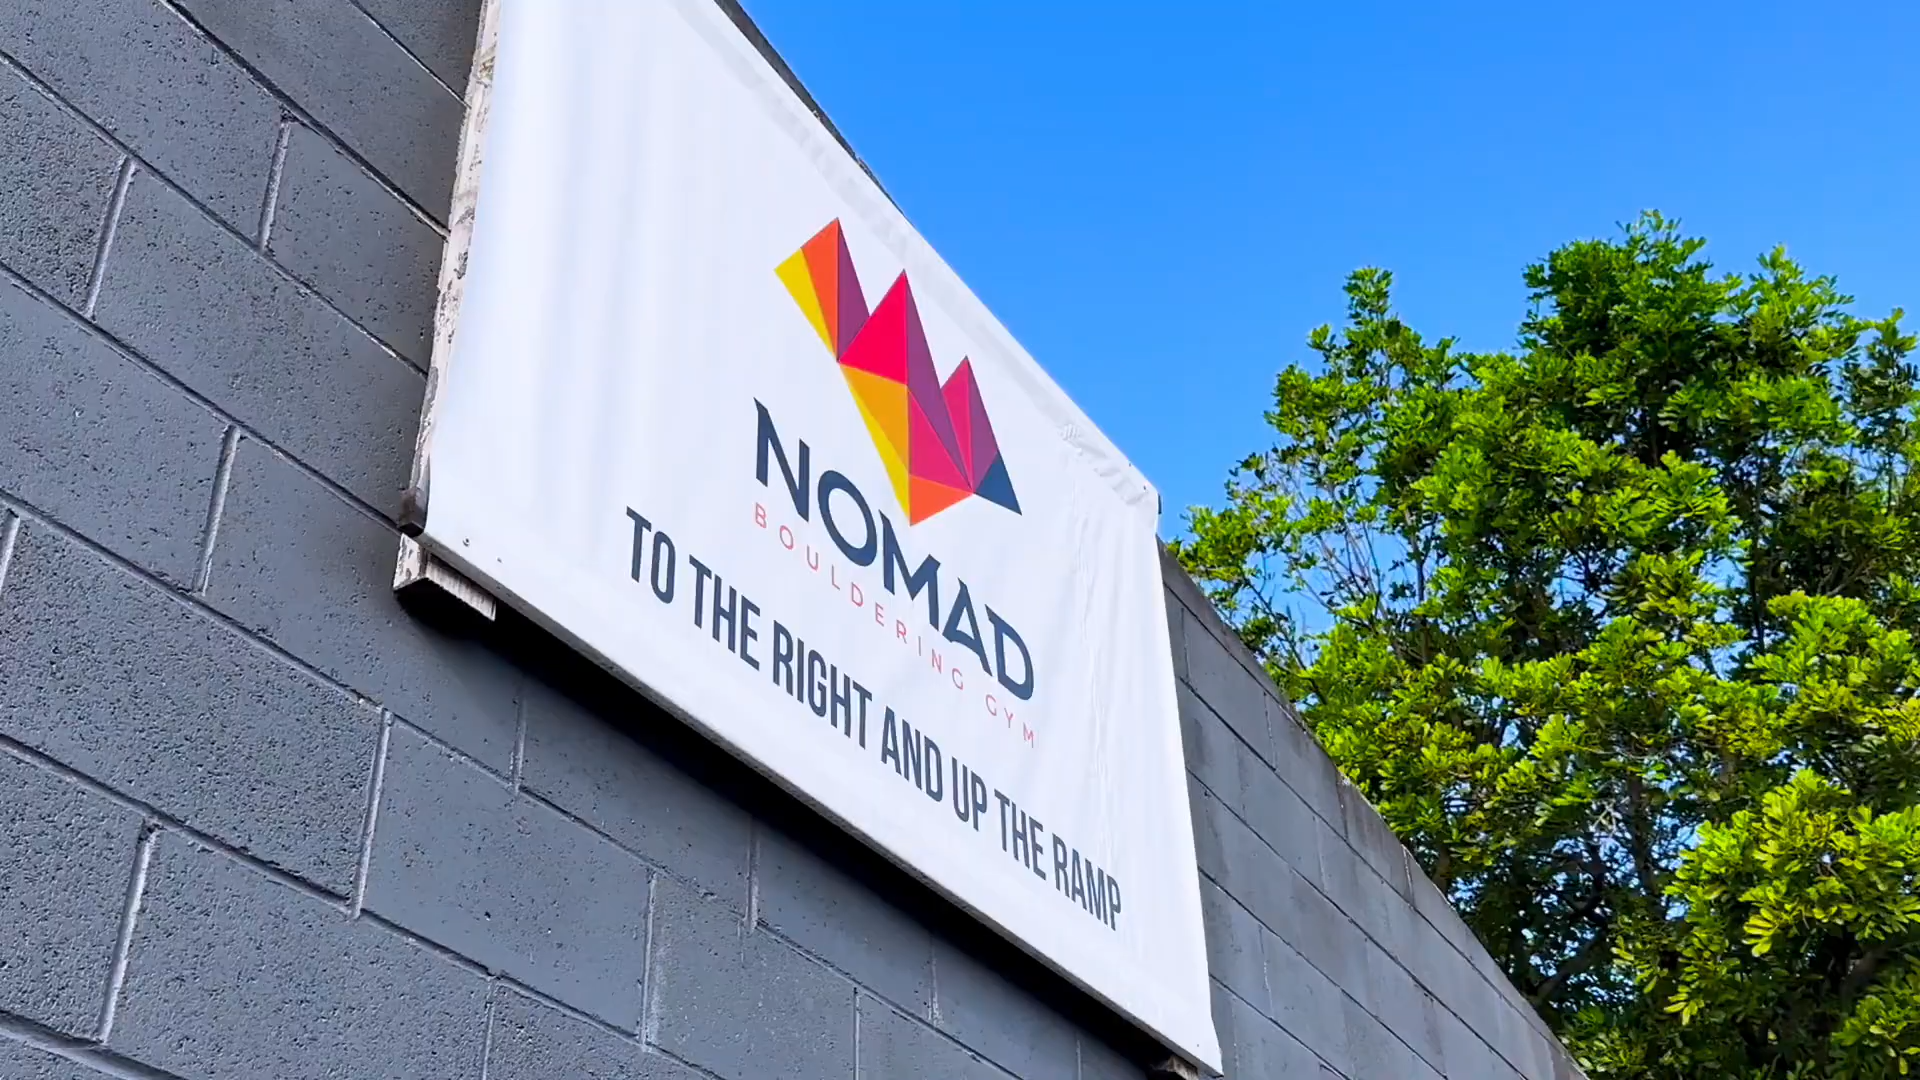 NOMAD
BOULDERING GYM
TO THE RIGHT AND UP THE RAMP